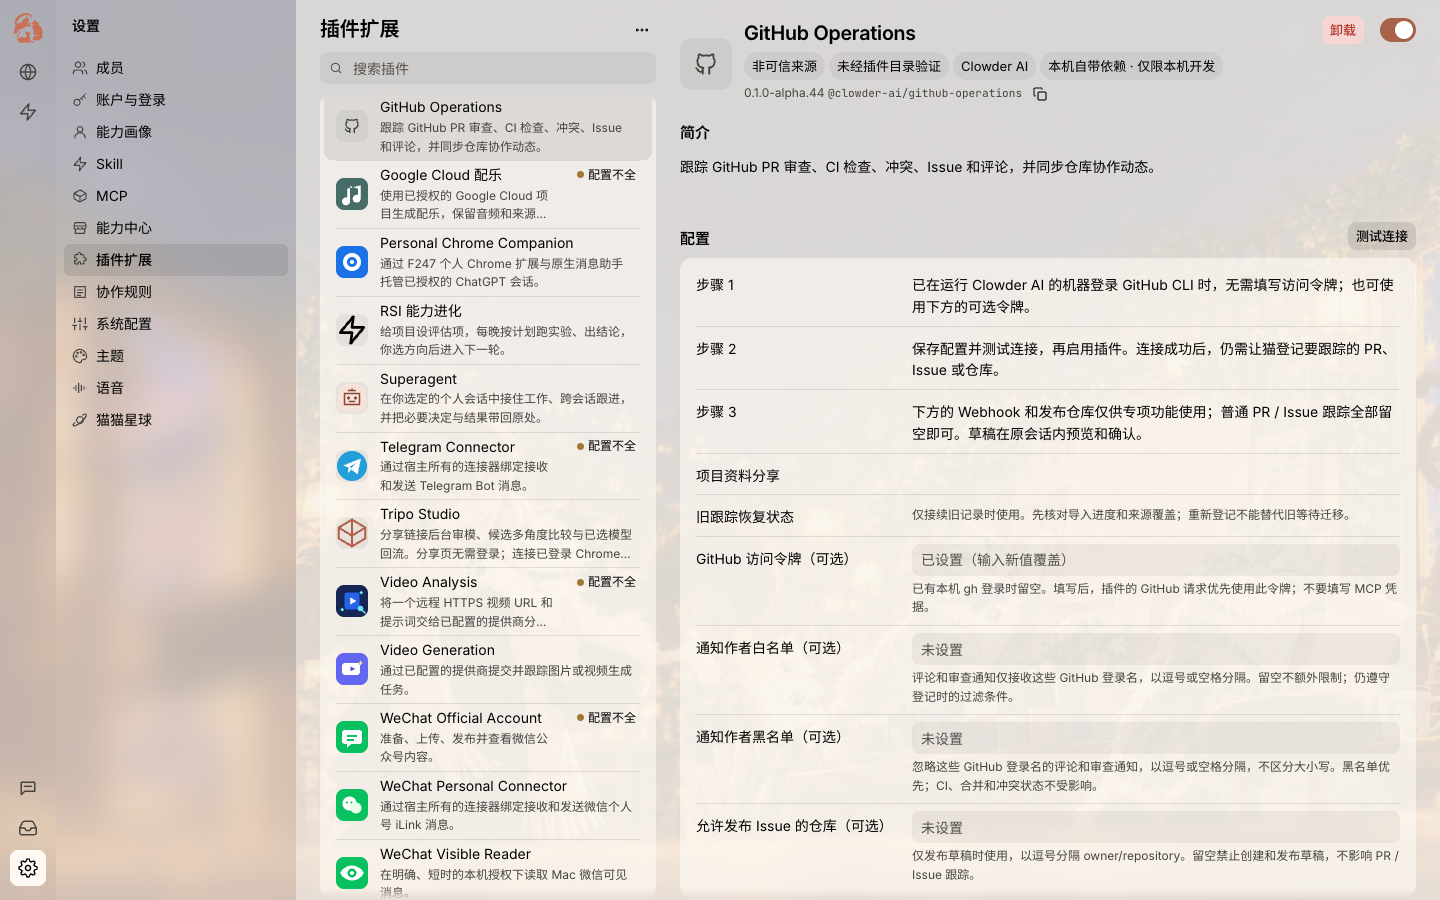 设置
成员
账户与登录
能力画像
Skill
MCP
能力中心
插件扩展
协作规则
系统配置
主题
语音
猫猫星球
插件扩展
搜索插件
GitHub Operations
跟踪 GitHub PR 审查、CI 检查、冲突、Issue
和评论，并同步仓库协作动态。
Google Cloud 配乐
配置不全
使用已授权的 Google Cloud 项
目生成配乐，保留音频和来源...
Personal Chrome Companion
通过 F247 个人 Chrome 扩展与原生消息助手
托管已授权的 ChatGPT 会话。
RSI 能力进化
给项目设评估项，每晚按计划跑实验、出结论，
你选方向后进入下一轮。
Superagent
在你选定的个人会话中接住工作、跨会话跟进，
并把必要决定与结果带回原处。
Telegram Connector
配置不全
通过宿主所有的连接器绑定接收
和发送 Telegram Bot 消息。
Tripo Studio
分享链接后台审模、候选多角度比较与已选模型
回流。分享页无需登录；连接已登录 Chrome...
Video Analysis
配置不全
将一个远程 HTTPS 视频 URL 和
提示词交给已配置的提供商分...
Video Generation
通过已配置的提供商提交并跟踪图片或视频生成
任务。
WeChat Official Account
配置不全
准备、上传、发布并查看微信公
众号内容。
WeChat Personal Connector
通过宿主所有的连接器绑定接收和发送微信个人
号 iLink 消息。
WeChat Visible Reader
在明确、短时的本机授权下读取 Mac 微信可见
消息。
GitHub Operations
卸载
非可信来源
未经插件目录验证
Clowder AI
本机自带依赖 · 仅限本机开发
0.1.0-alpha.44 @clowder-ai/github-operations
简介
跟踪 GitHub PR 审查、CI 检查、冲突、Issue 和评论，并同步仓库协作动态。
配置
测试连接
步骤 1
已在运行 Clowder AI 的机器登录 GitHub CLI 时，无需填写访问令牌；也可使
用下方的可选令牌。
步骤 2
保存配置并测试连接，再启用插件。连接成功后，仍需让猫登记要跟踪的 PR、
Issue 或仓库。
步骤 3
下方的 Webhook 和发布仓库仅供专项功能使用；普通 PR / Issue 跟踪全部留
空即可。草稿在原会话内预览和确认。
项目资料分享
旧跟踪恢复状态
仅接续旧记录时使用。先核对导入进度和来源覆盖；重新登记不能替代旧等待迁移。
GitHub 访问令牌（可选）
已设置（输入新值覆盖）
已有本机 gh 登录时留空。填写后，插件的 GitHub 请求优先使用此令牌；不要填写 MCP 凭
据。
通知作者白名单（可选）
未设置
评论和审查通知仅接收这些 GitHub 登录名，以逗号或空格分隔。留空不额外限制；仍遵守
登记时的过滤条件。
通知作者黑名单（可选）
未设置
忽略这些 GitHub 登录名的评论和审查通知，以逗号或空格分隔，不区分大小写。黑名单优
先；CI、合并和冲突状态不受影响。
允许发布 Issue 的仓库（可选）
未设置
仅发布草稿时使用，以逗号分隔 owner/repository。留空禁止创建和发布草稿，不影响 PR /
Issue 跟踪。